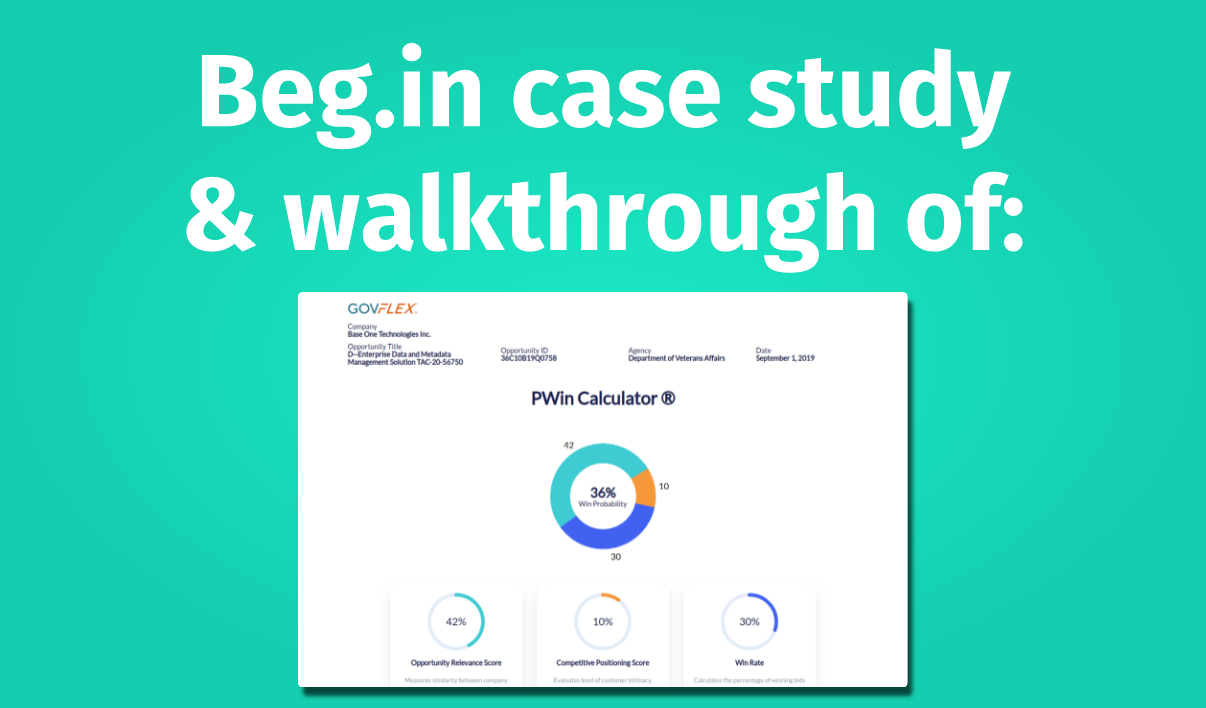 Beg.in case study
& walkthrough of:
GOVFLEX
Company
Base One Technologies Inc.
Opportunity Title
D--Enterprise Data and Metadata
Management Solution TAC-20-56750
Opportunity ID
36C10B19Q0758
Agency
Department of Veterans Affairs
Date
September 1, 2019
PWin Calculator ®
42
10
36%
Win Probability
30
42%
Opportunity Relevance Score
Measures similarity between company
10%
Competitive Positioning Score
Evaluates level of customer intimacy,
30%
Win Rate
Calculates the percentage of winning bids